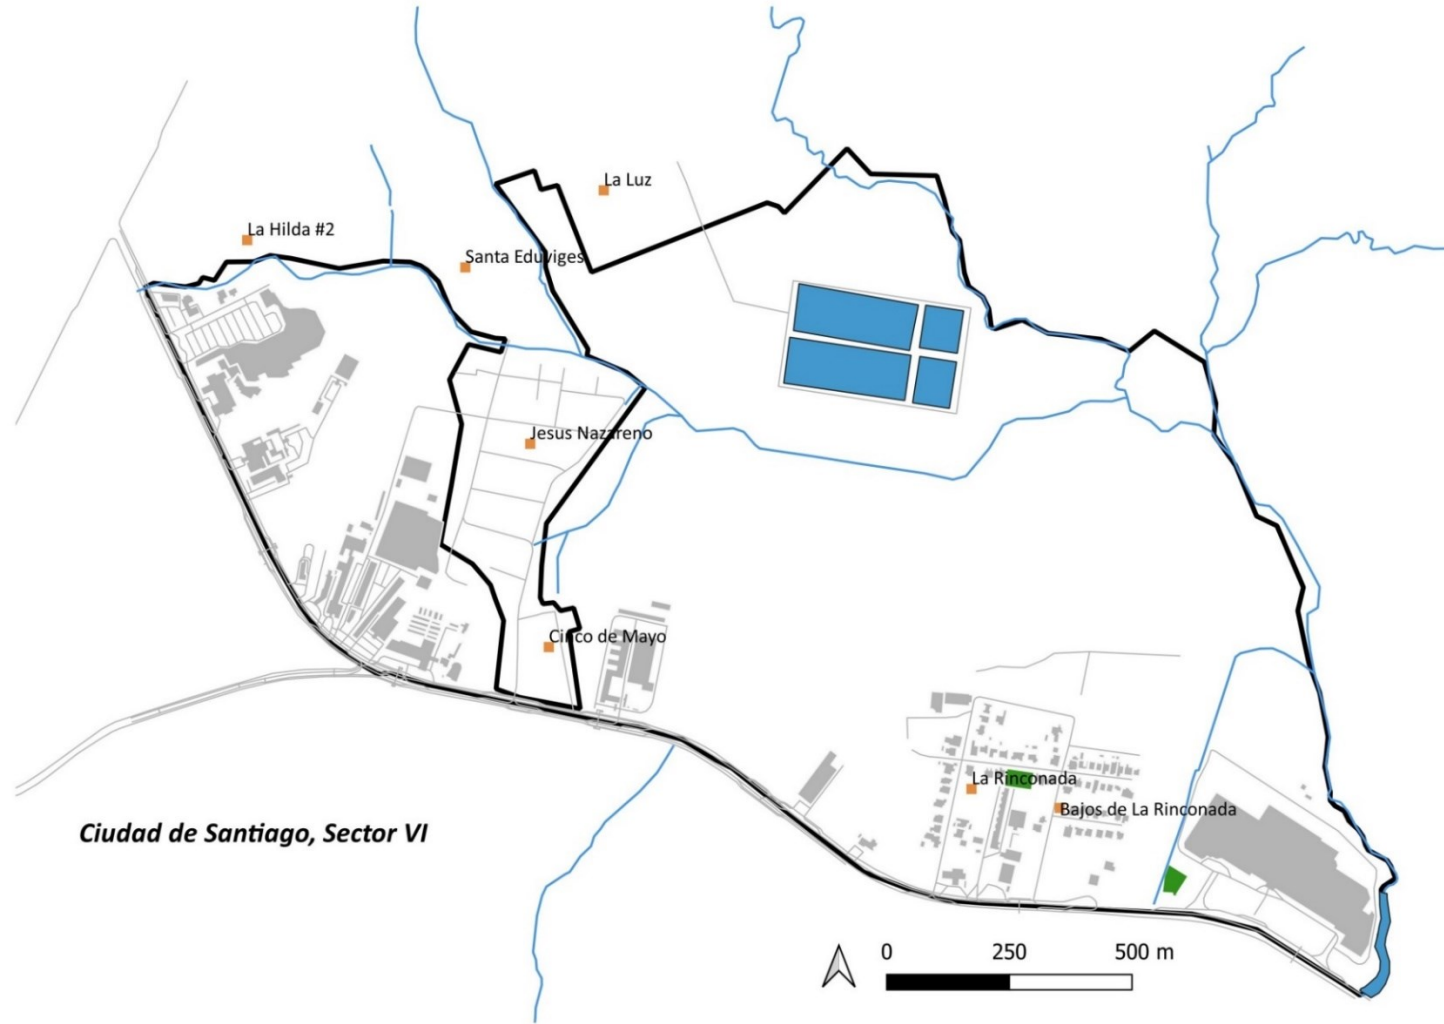 La Luz
La Hilda #2
Santa Eduviges
Jesus Nazareno
Cinco de Mayo
La Rinconada
Bajos de La Rinconada
Ciudad de Santiago, Sector VI
0 250 500 m